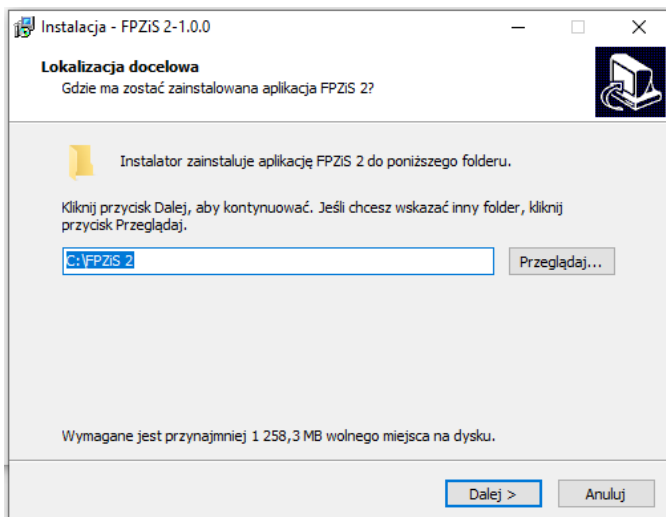 Instalacja - FPZiS 2-1.0.0
Lokalizacja docelowa
Gdzie ma zostać zainstalowana aplikacja FPZiS 2?
Instalator zainstaluje aplikację FPZiS 2 do poniższego folderu.
Kliknij przycisk Dalej, aby kontynuować. Jeśli chcesz wskazać inny folder, kliknij
przycisk Przeglądaj.
C:\FPZiS 2
Przeglądaj...
Wymagane jest przynajmniej 1 258,3 MB wolnego miejsca na dysku.
Dalej >
Anuluj